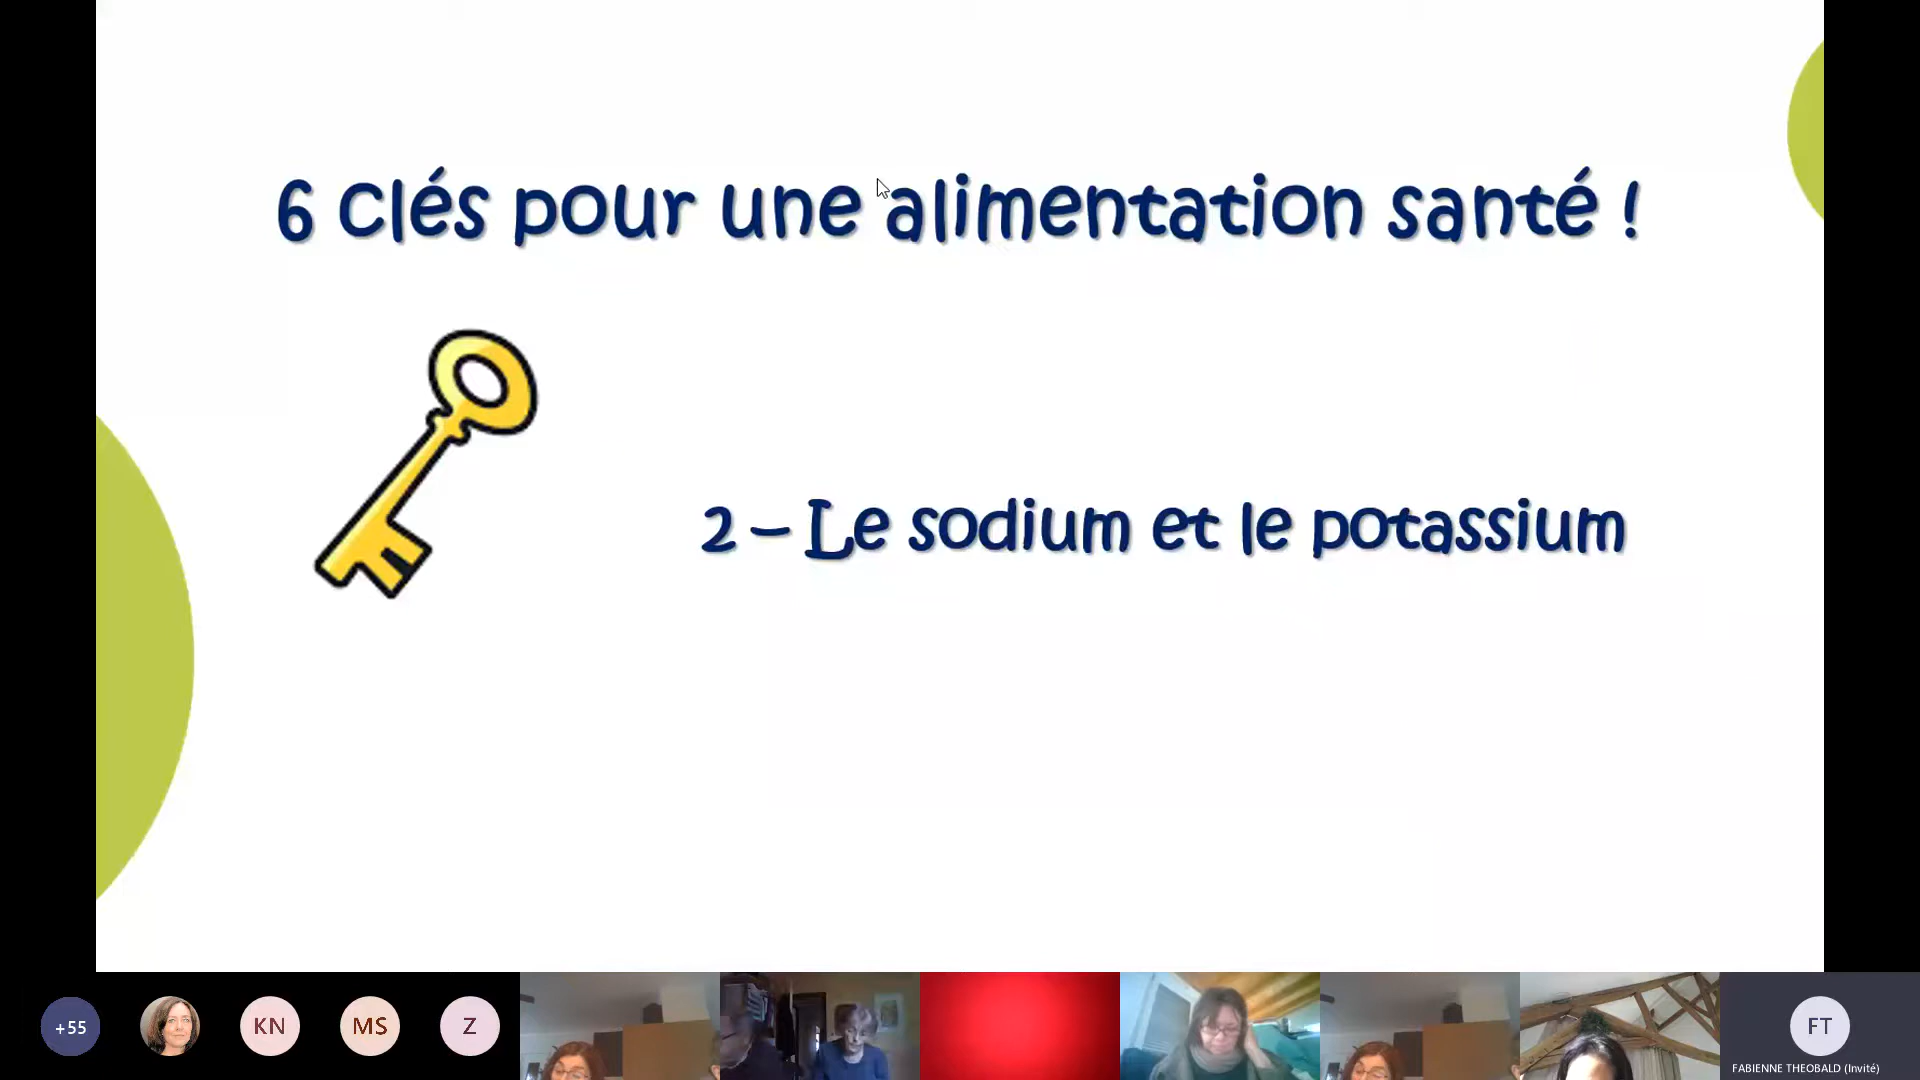 6 clés pour une alimentation santé !
2 – Le sodium et le potassium
+55
KN
MS
Z
FT
FABIENNE THEOBALD (Invité)